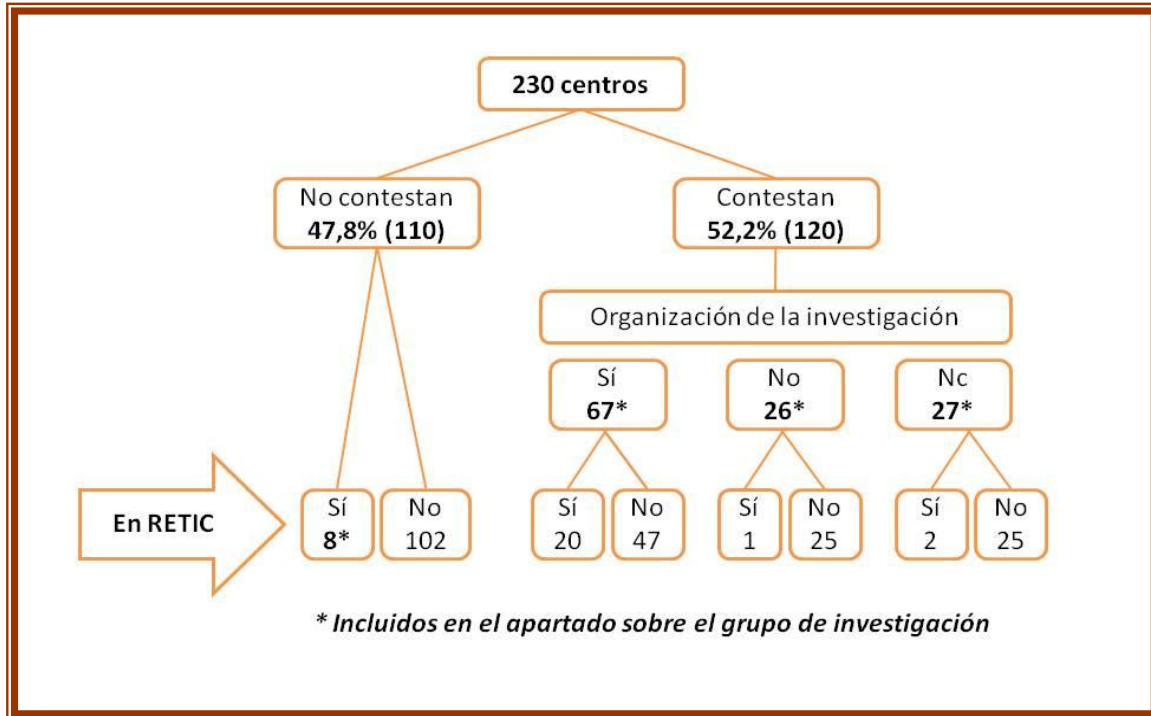 230 centros
No contestan
47,8% (110)
Contestan
52,2% (120)
Organización de la investigación
Sí
67*
No
26*
Nc
27*
En RETIC
Sí
8*
No
102
Sí
20
No
47
Sí
1
No
25
Sí
2
No
25
* Incluidos en el apartado sobre el grupo de investigación